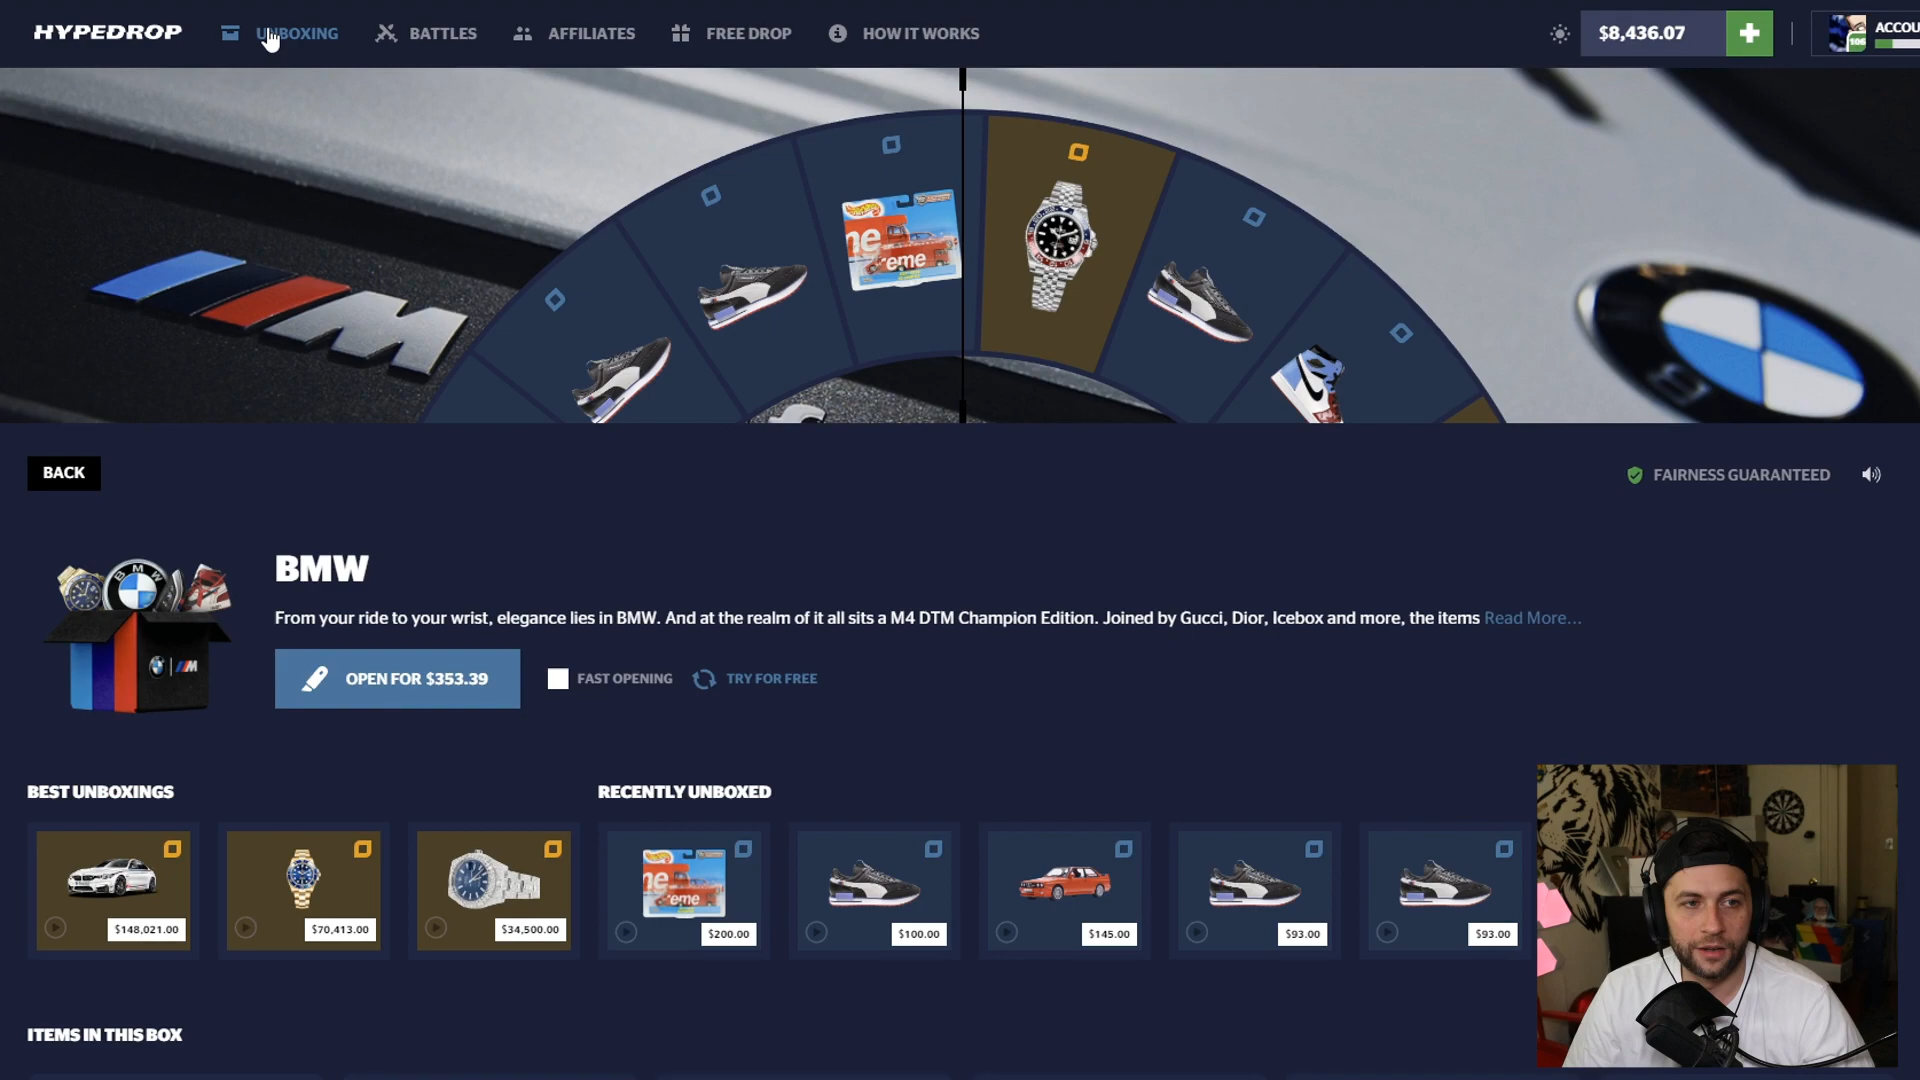 HYPEDROP
UNBOXING
BATTLES
AFFILIATES
FREE DROP
HOW IT WORKS
$8,436.07
106
ACCOU
BACK
FAIRNESS GUARANTEED
BMW
From your ride to your wrist, elegance lies in BMW. And at the realm of it all sits a M4 DTM Champion Edition. Joined by Gucci, Dior, Icebox and more, the items Read More...
OPEN FOR $353.39
FAST OPENING
TRY FOR FREE
BEST UNBOXINGS
RECENTLY UNBOXED
$148,021.00
$70,413.00
$34,500.00
$200.00
$100.00
$145.00
$93.00
$93.00
ITEMS IN THIS BOX